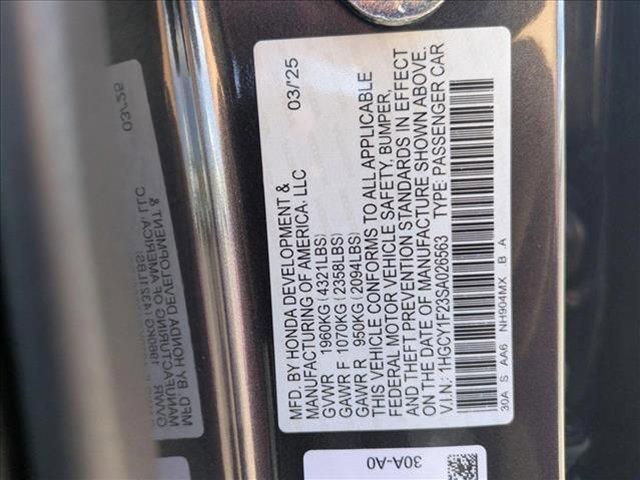 MFD. BY HONDA DEVELOPMENT &
MANUFACTURING OF AMERICA, LLC 03/'25
GVWR 1960KG (4321LBS)
GAWR F 1070KG (2358LBS)
GAWR R 950KG (2094LBS)
THIS VEHICLE CONFORMS TO ALL APPLICABLE
FEDERAL MOTOR VEHICLE SAFETY, BUMPER,
AND THEFT PREVENTION STANDARDS IN EFFECT
ON THE DATE OF MANUFACTURE SHOWN ABOVE.
V.I.N.: 1HGCY1F23SA026563 TYPE: PASSENGER CAR
30A S AA6 NH904MX B A
30A-A0